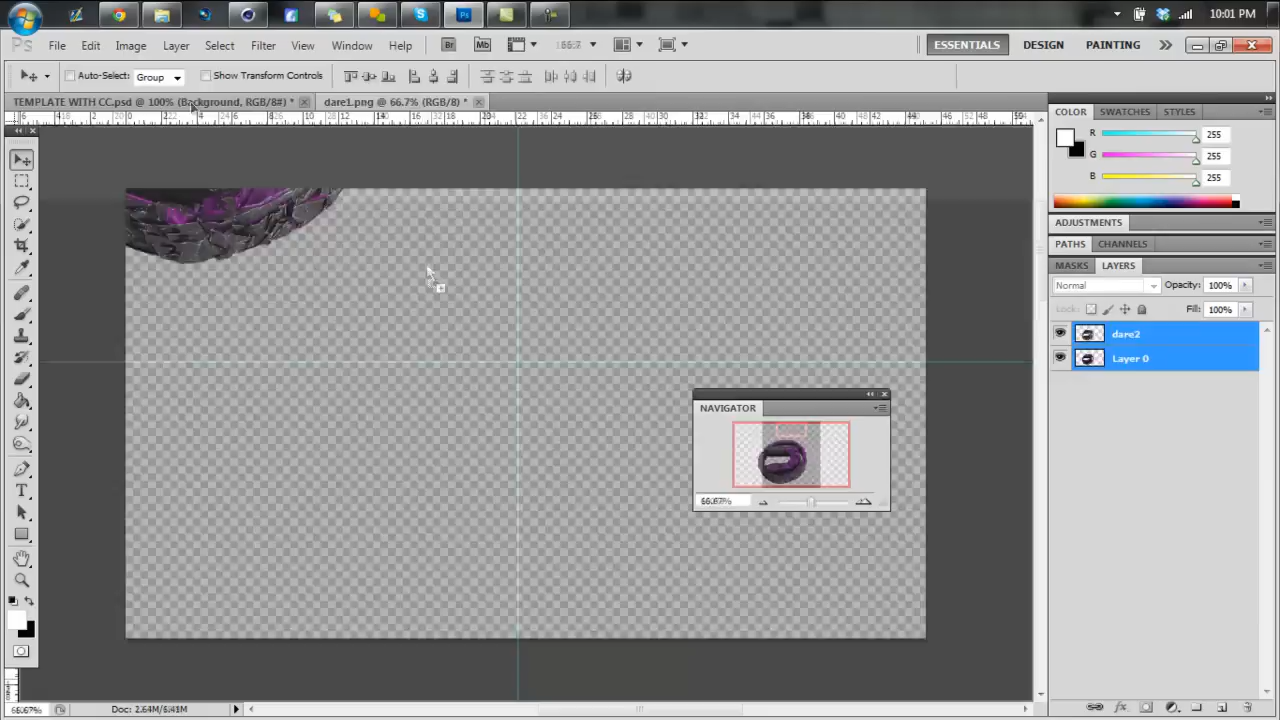 10:01 PM
Ps File Edit Image Layer Select Filter View Window Help Br Mb ESSENTIALS DESIGN PAINTING
Auto-Select: Group Show Transform Controls
TEMPLATE WITH CC.psd @ 100% (Background, RGB/8#) * dare1.png @ 66.7% (RGB/8) *
COLOR SWATCHES STYLES
R 255
G 255
B 255
ADJUSTMENTS
PATHS CHANNELS
MASKS LAYERS
Normal Opacity: 100%
Lock: Fill: 100%
dare2
Layer 0
NAVIGATOR
Doc: 2.64M/6.41M